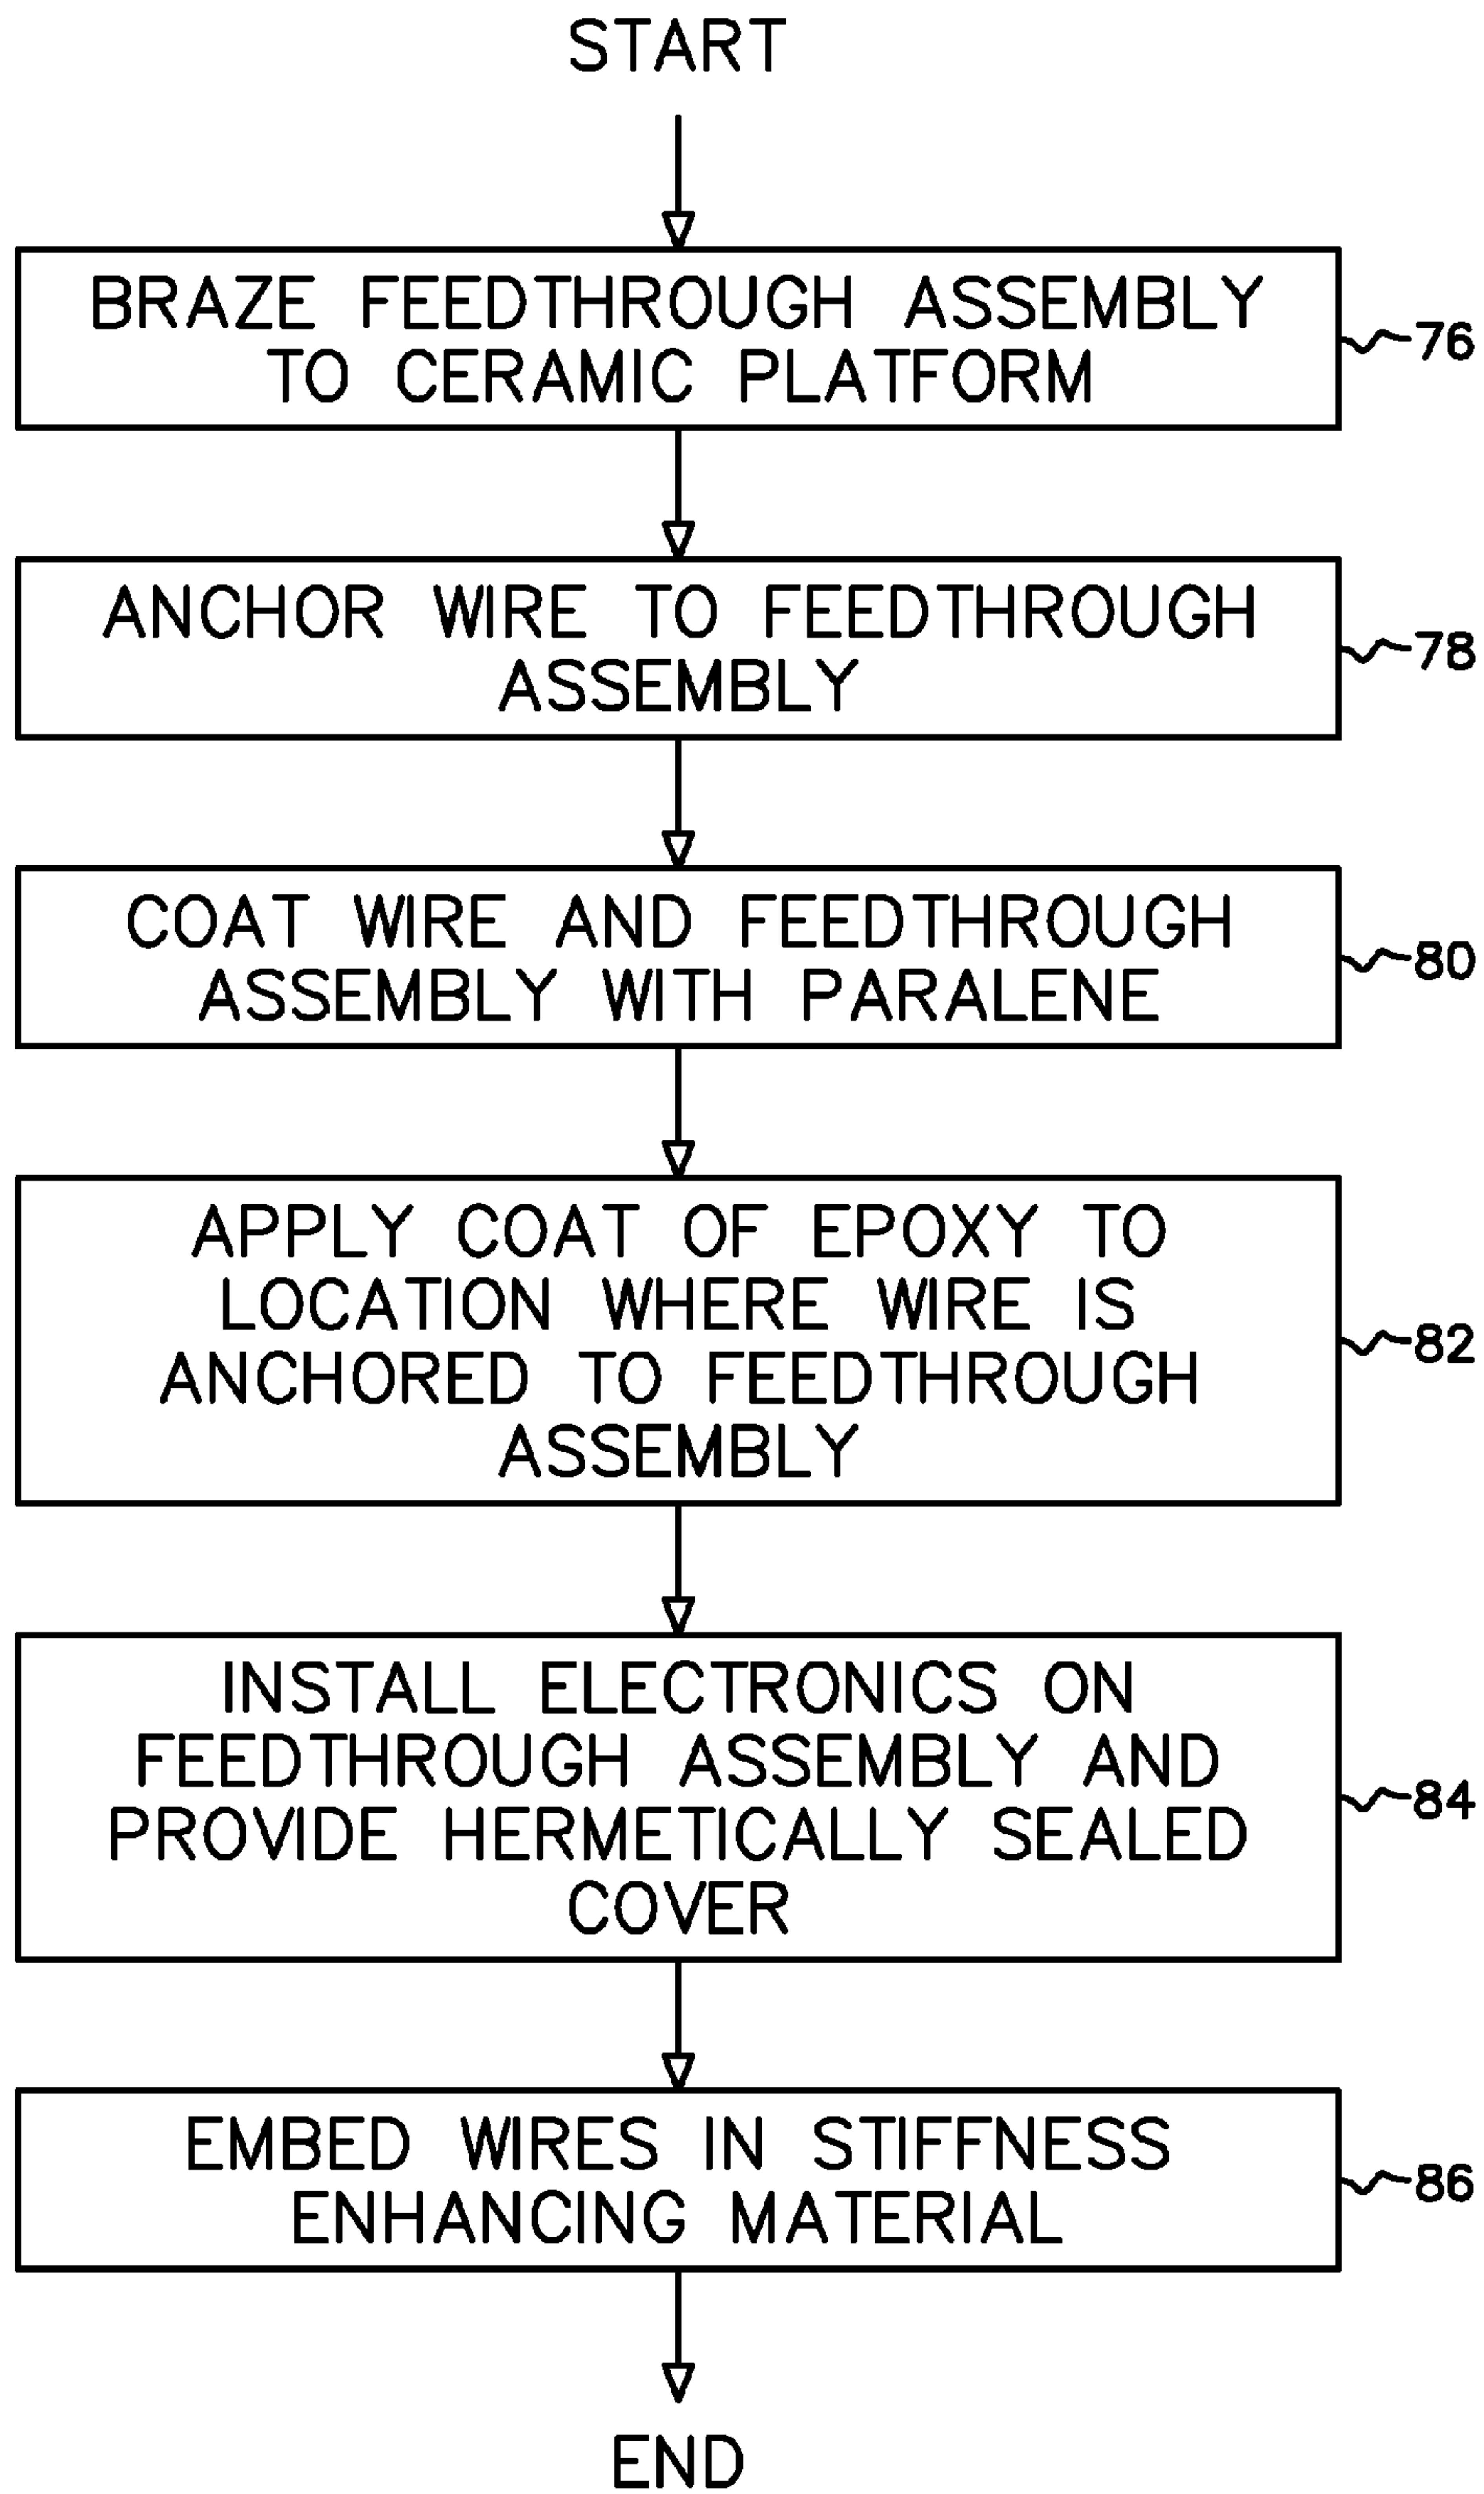 START
BRAZE FEEDTHROUGH ASSEMBLY
TO CERAMIC PLATFORM
76
ANCHOR WIRE TO FEEDTHROUGH
ASSEMBLY
78
COAT WIRE AND FEEDTHROUGH
ASSEMBLY WITH PARALENE
80
APPLY COAT OF EPOXY TO
LOCATION WHERE WIRE IS
ANCHORED TO FEEDTHROUGH
ASSEMBLY
82
INSTALL ELECTRONICS ON
FEEDTHROUGH ASSEMBLY AND
PROVIDE HERMETICALLY SEALED
COVER
84
EMBED WIRES IN STIFFNESS
ENHANCING MATERIAL
86
END